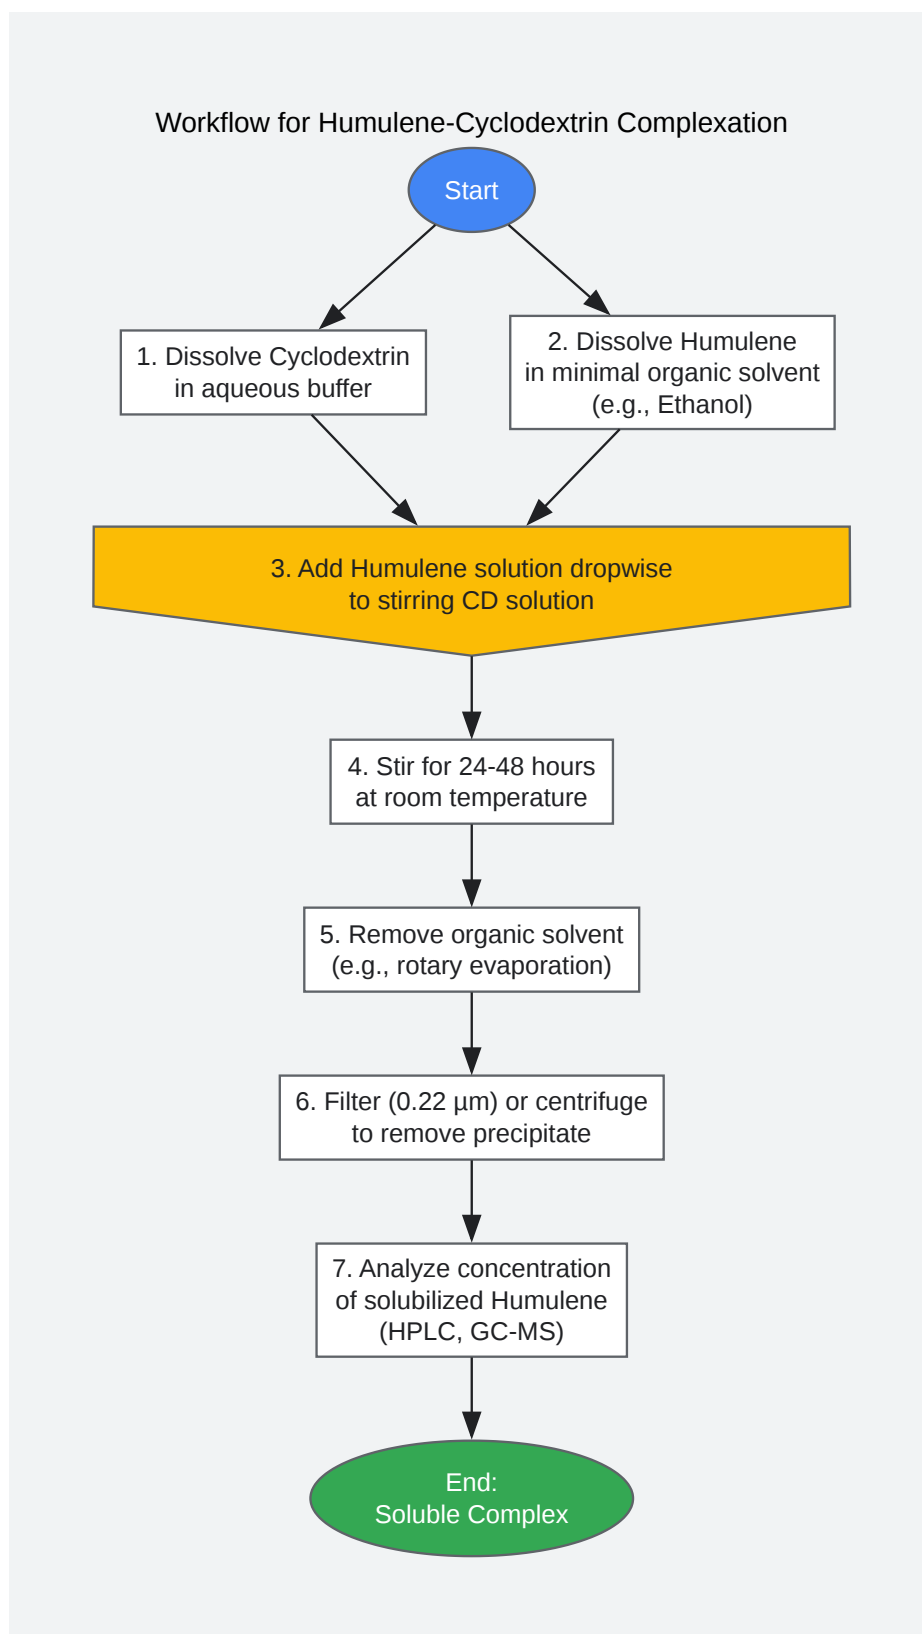 Workflow for Humulene-Cyclodextrin Complexation
Start
1. Dissolve Cyclodextrin
in aqueous buffer
2. Dissolve Humulene
in minimal organic solvent
(e.g., Ethanol)
3. Add Humulene solution dropwise
to stirring CD solution
4. Stir for 24-48 hours
at room temperature
5. Remove organic solvent
(e.g., rotary evaporation)
6. Filter (0.22 µm) or centrifuge
to remove precipitate
7. Analyze concentration
of solubilized Humulene
(HPLC, GC-MS)
End:
Soluble Complex